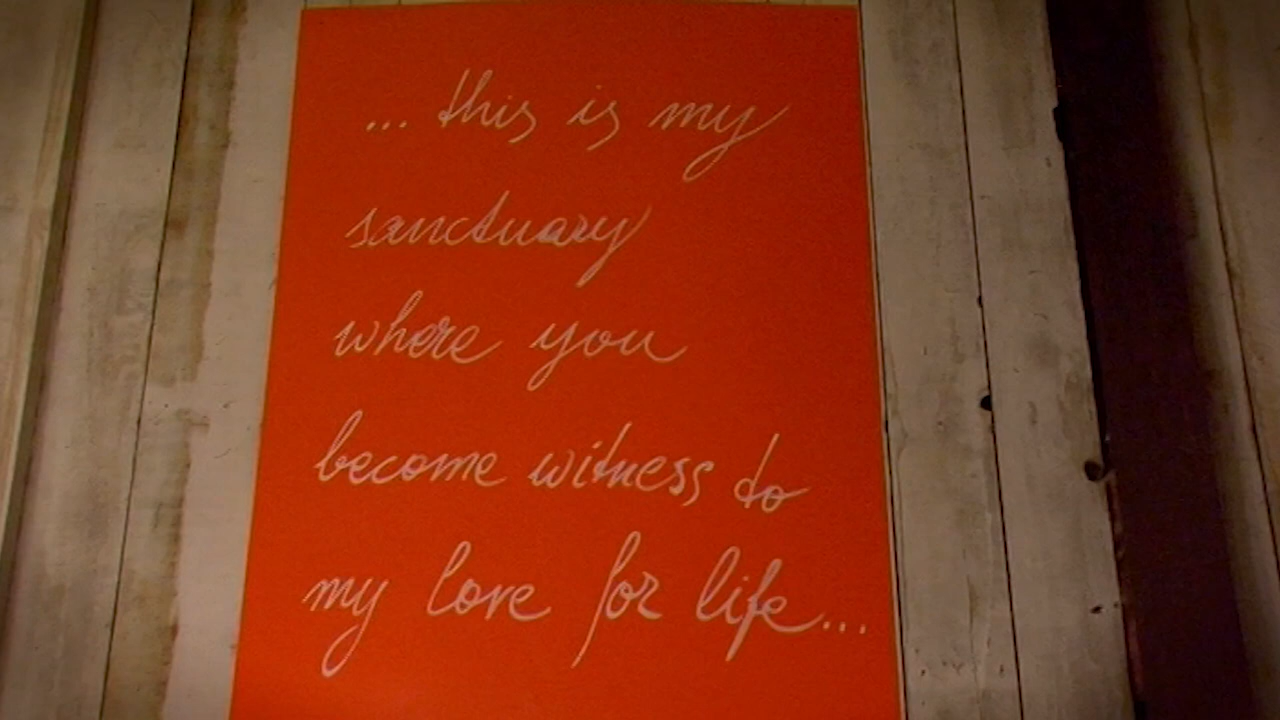 ... this is my
sanctuary
where you
become witness to
my love for life...